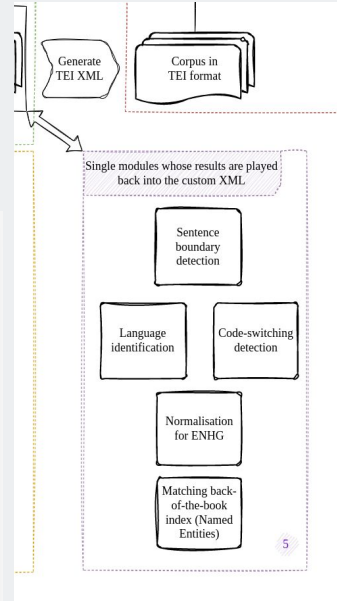 Generate
TEI XML
Corpus in
TEI format
Single modules whose results are played
back into the custom XML
Sentence
boundary
detection
Language
identification
Code-switching
detection
Normalisation
for ENHG
Matching back-
of-the-book
index (Named
Entities)
5